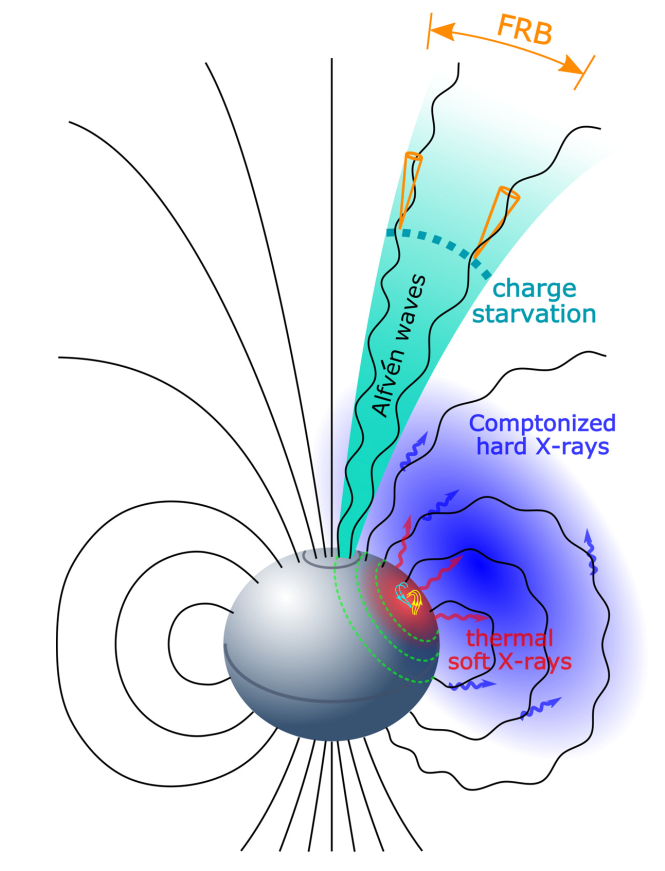 FRB
charge
starvation
Alfvén waves
Comptonized
hard X-rays
thermal
soft X-rays